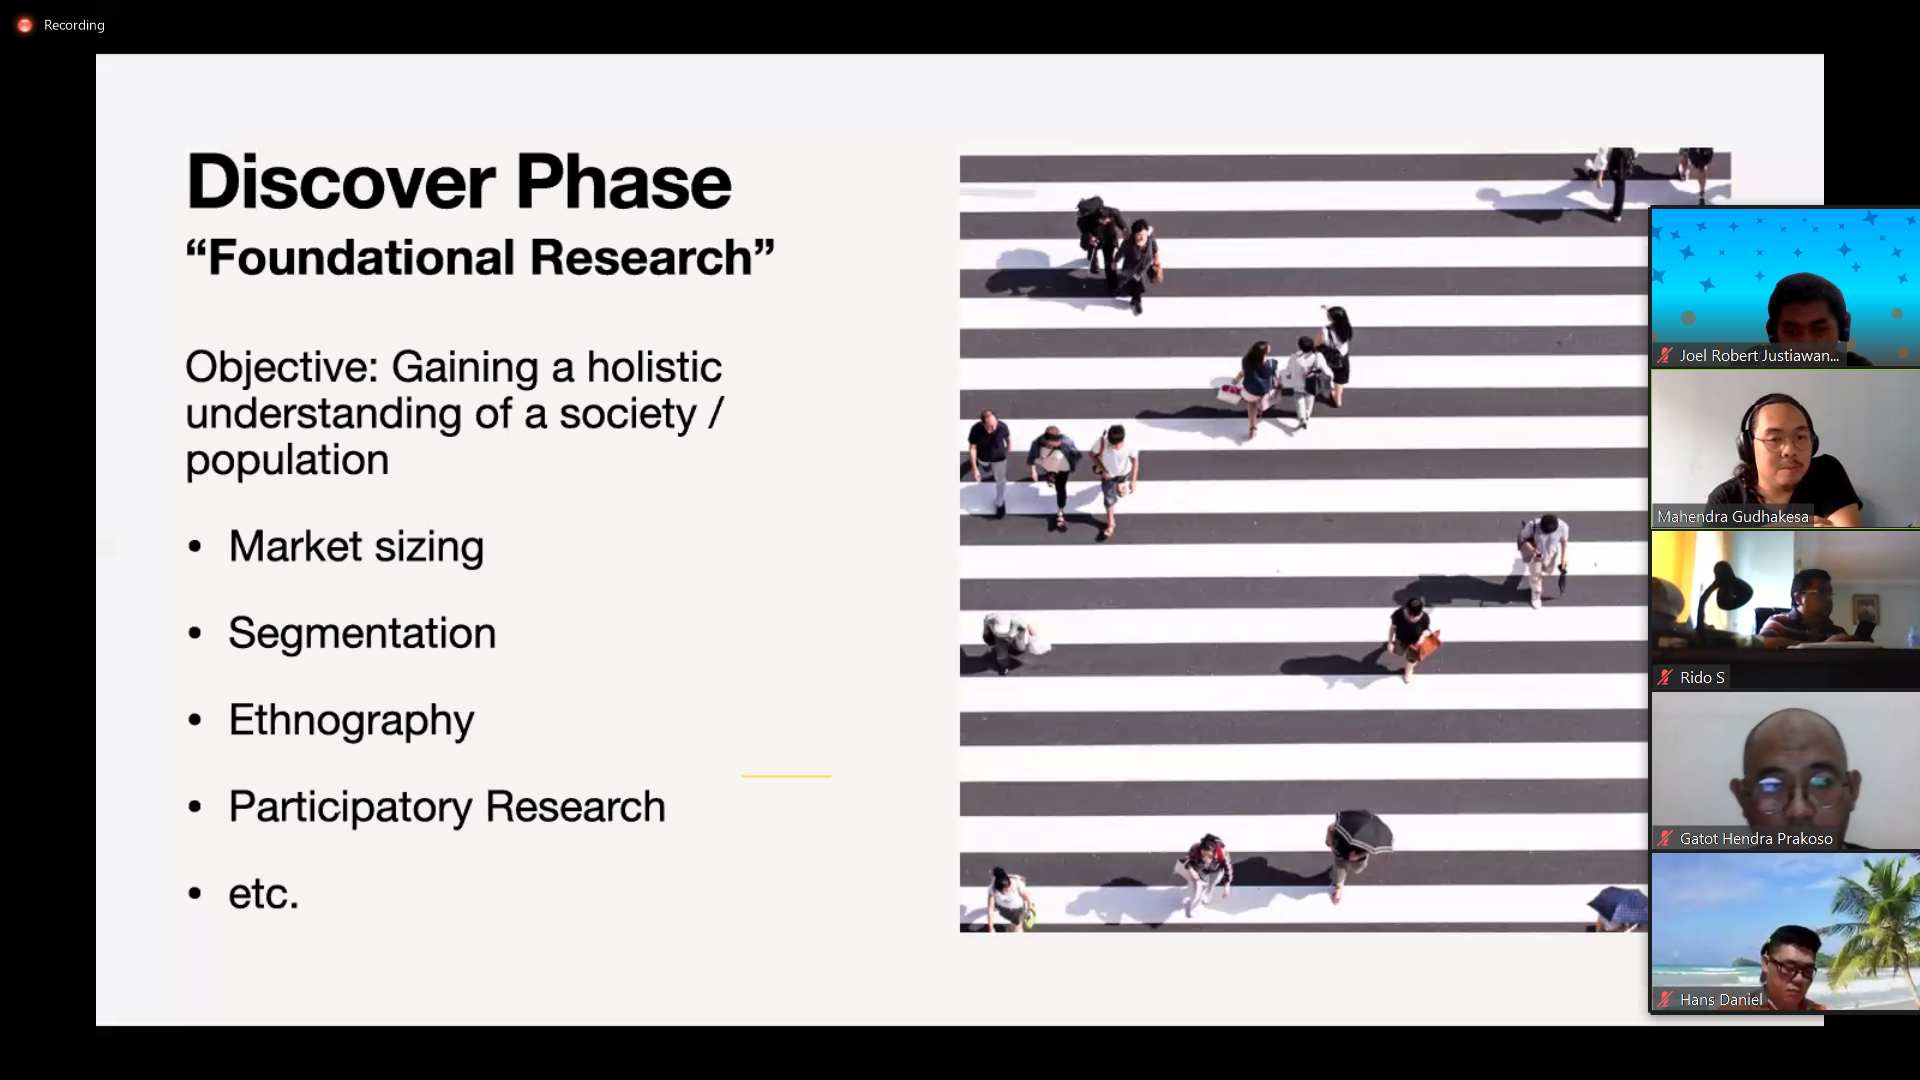 Recording
Discover Phase
“Foundational Research”
Objective: Gaining a holistic
understanding of a society /
population
• Market sizing
• Segmentation
• Ethnography
• Participatory Research
• etc.
Joel Robert Justiawan...
Mahendra Gudhakesa
Rido S
Gatot Hendra Prakoso
Hans Daniel